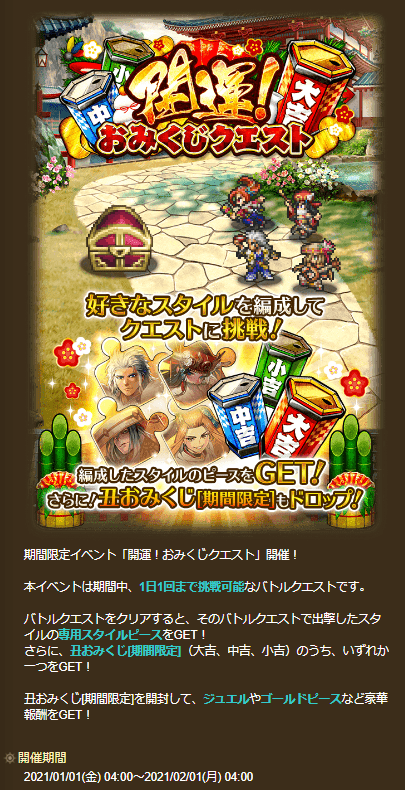 小
中
開運!
大吉
おみくじクエスト
好きなスタイルを編成して
クエストに挑戦!
小吉
中吉
大吉
編成したスタイルのピースをGET!
さらに!丑おみくじ[期間限定]もドロップ!
期間限定イベント「開運!おみくじクエスト」開催!
本イベントは期間中、1日1回まで挑戦可能なバトルクエストです。
バトルクエストをクリアすると、そのバトルクエストで出撃したスタ
イルの専用スタイルピースをGET!
さらに、丑おみくじ[期間限定](大吉、中吉、小吉)のうち、いずれか
一つをGET!
丑おみくじ[期間限定]を開封して、ジュエルやゴールドピースなど豪華
報酬をGET!
開催期間
2021/01/01(金) 04:00～2021/02/01(月) 04:00